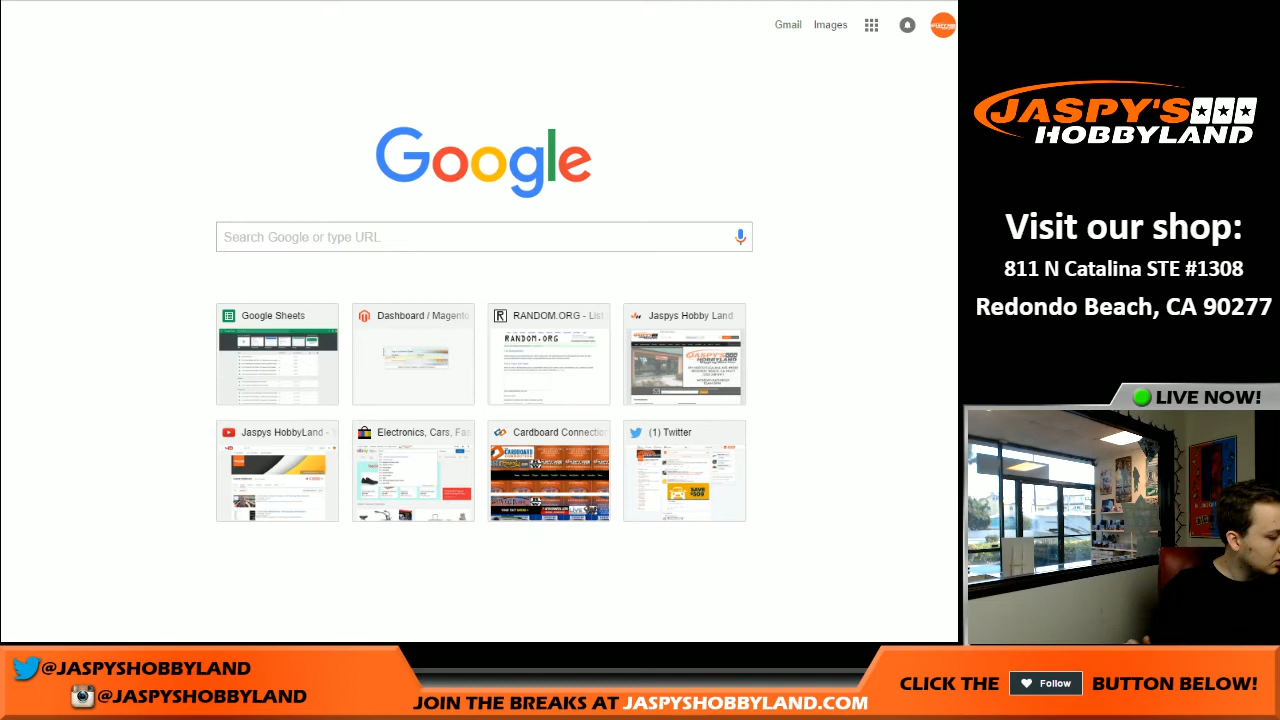 Gmail Images
Google
Search Google or type URL
Google Sheets
Dashboard / Magento
RANDOM.ORG - List
Jaspys Hobby Land
RANDOM.ORG
Jaspys HobbyLand -
Electronics, Cars, Fas
Cardboard Connection
(1) Twitter
JASPY'S
HOBBYLAND
Visit our shop:
811 N Catalina STE #1308
Redondo Beach, CA 90277
LIVE NOW!
@JASPYSHOBBYLAND
@JASPYSHOBBYLAND
JOIN THE BREAKS AT JASPYSHOBBYLAND.COM
CLICK THE Follow BUTTON BELOW!